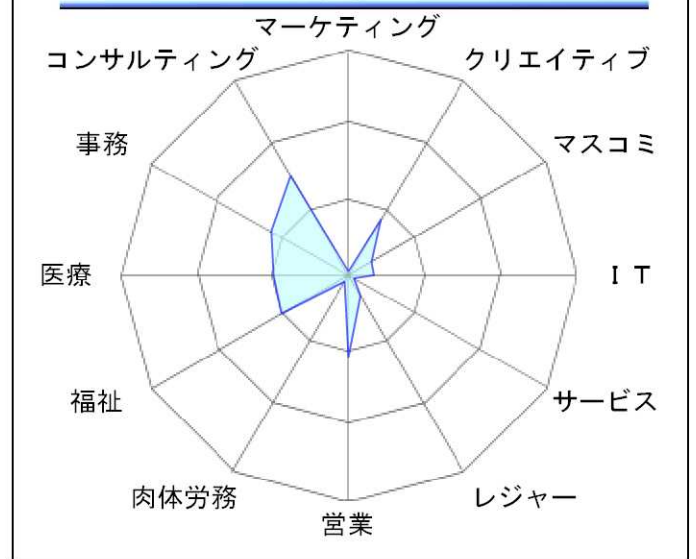 マーケティング
コンサルティング
クリエイティブ
事務
マスコミ
医療
ＩＴ
福祉
サービス
肉体労務
レジャー
営業